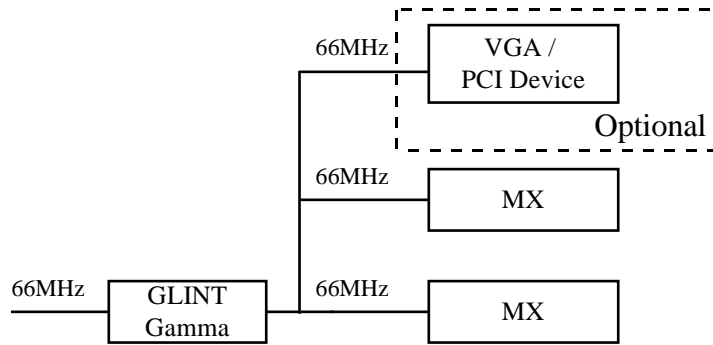 66MHz
VGA /
PCI Device
Optional
66MHz
MX
66MHz
GLINT
Gamma
66MHz
MX